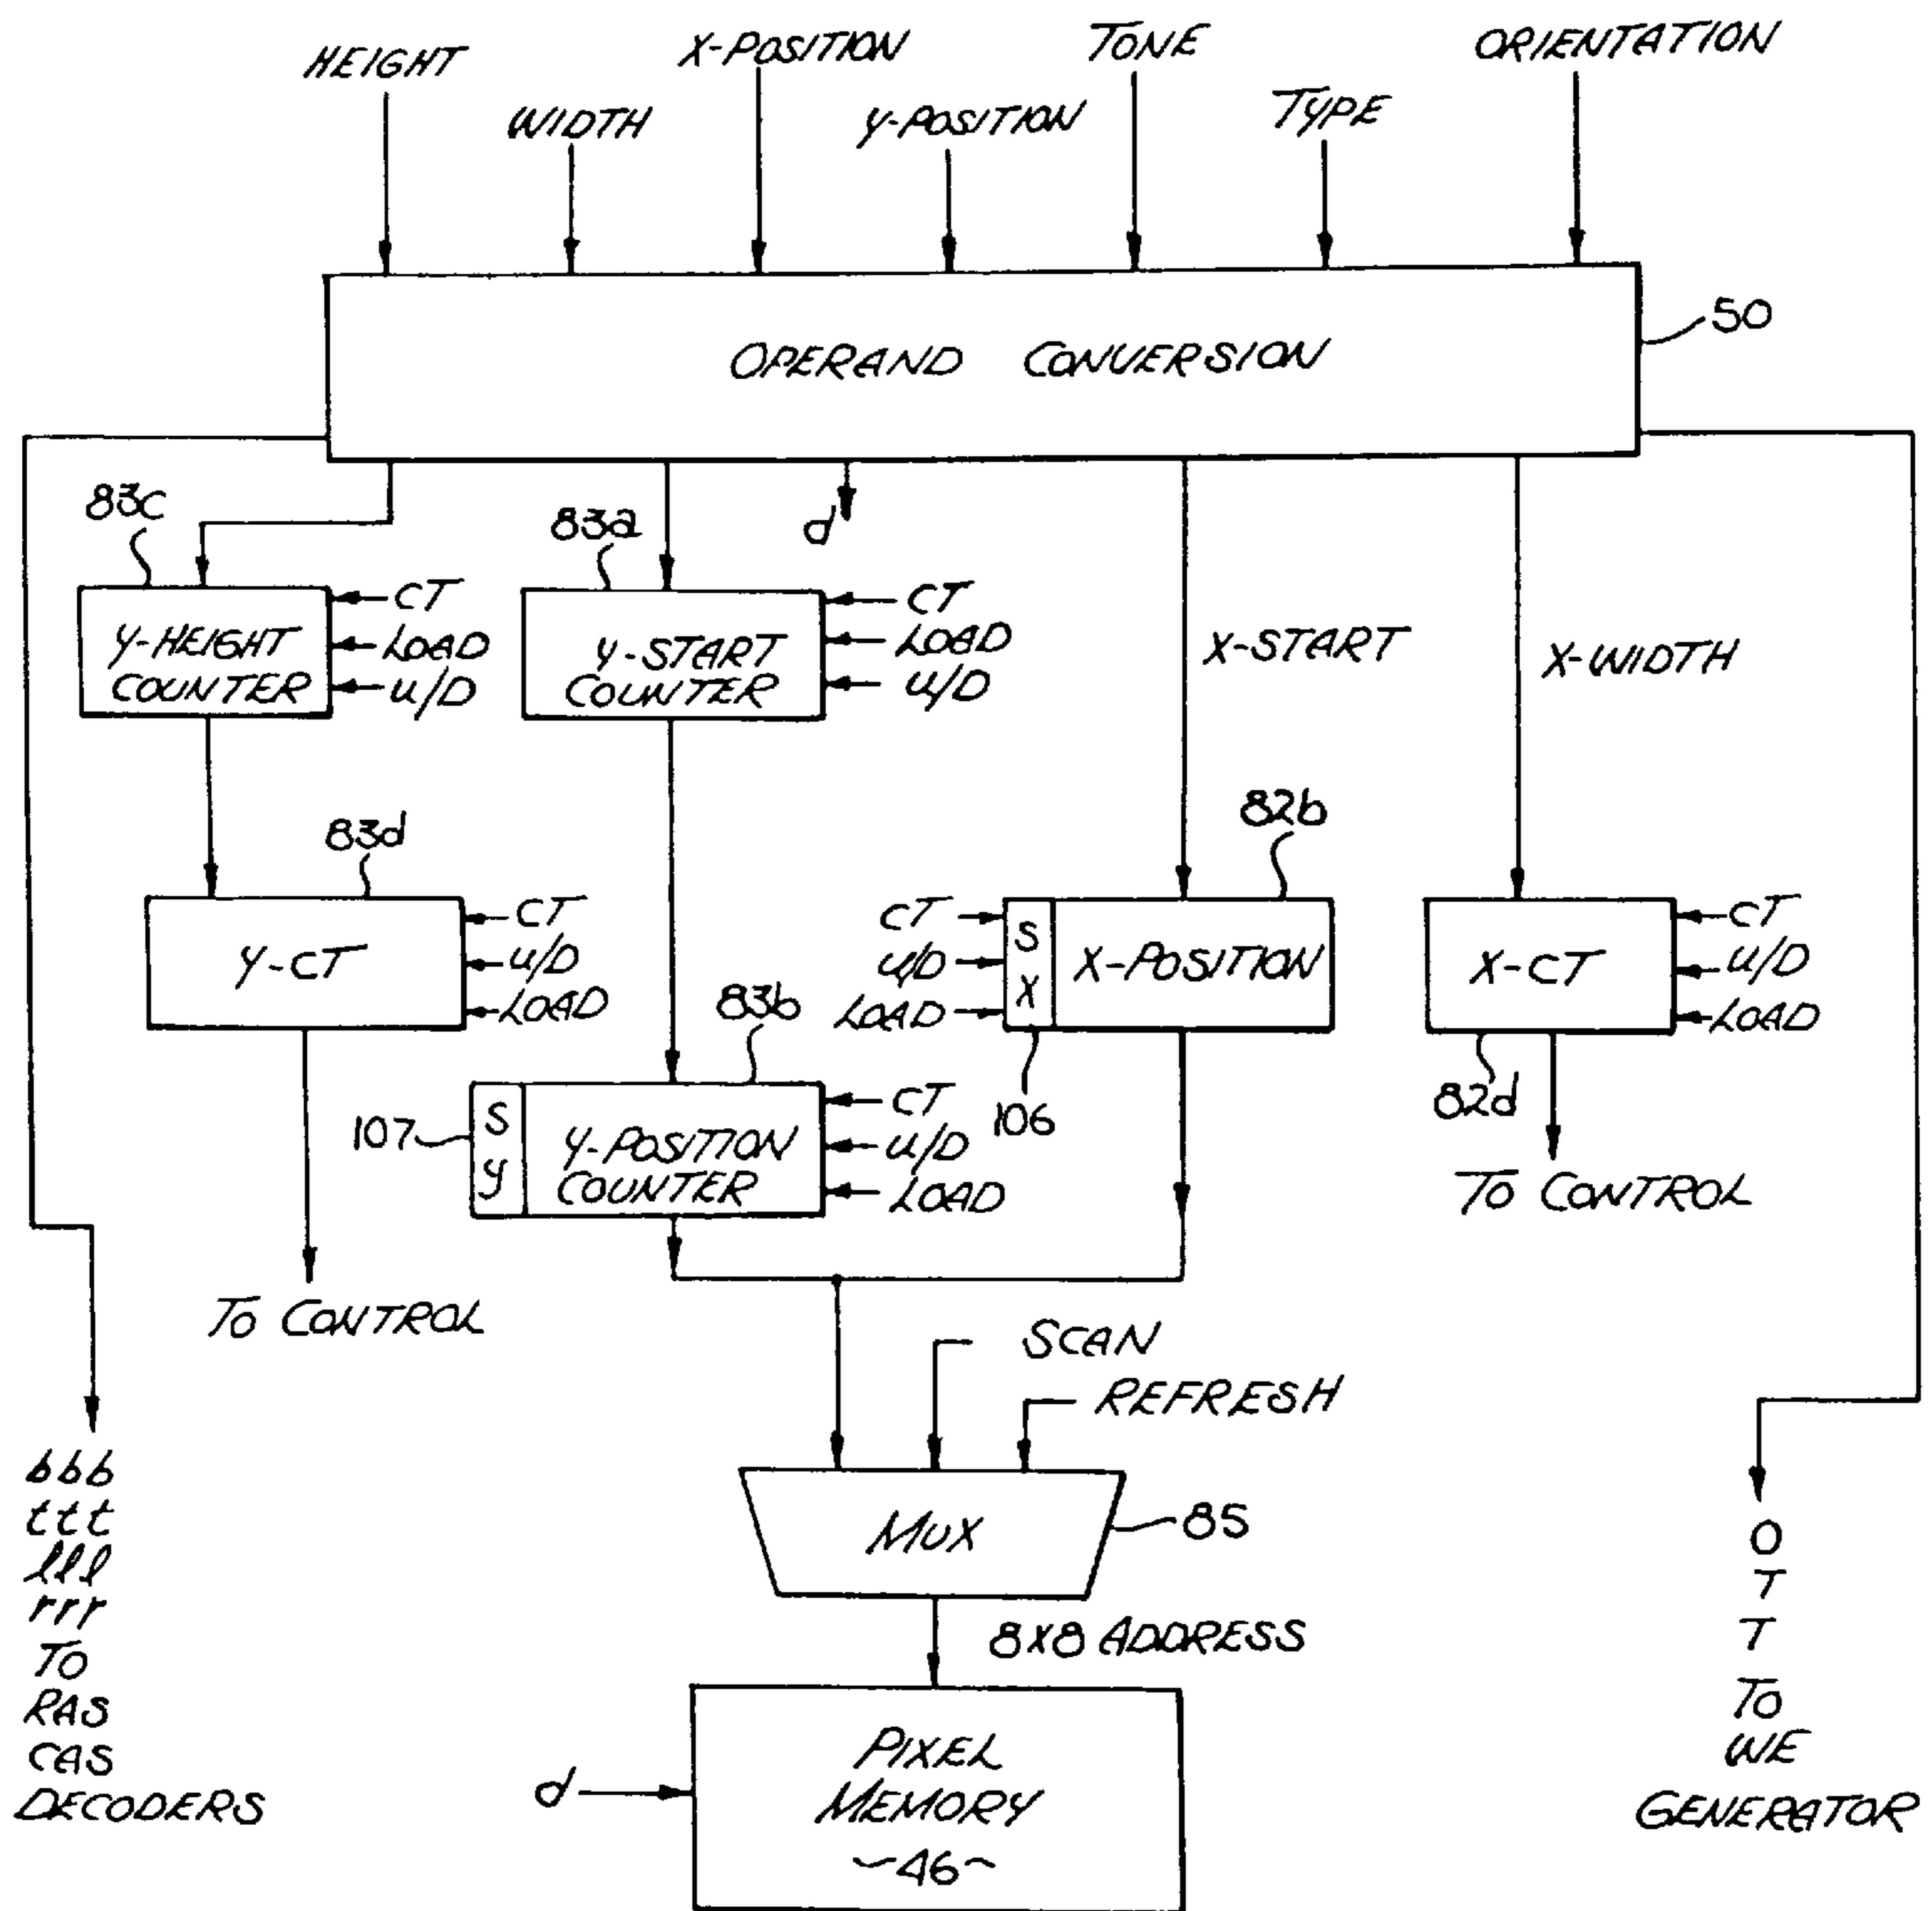 HEIGHT
X-POSITION
TONE
ORIENTATION
WIDTH
Y-POSITION
TYPE
OPERAND CONVERSION
50
83c
83a
d
Y-HEIGHT
COUNTER
CT
LOAD
U/D
Y-START
COUNTER
CT
LOAD
U/D
X-START
X-WIDTH
83d
82b
Y-CT
CT
U/D
LOAD
CT
U/D
LOAD
S
X
X-POSITION
X-CT
CT
U/D
LOAD
83b
106
82d
107
S
Y
Y-POSITION
COUNTER
CT
U/D
LOAD
TO CONTROL
TO CONTROL
SCAN
REFRESH
bbb
ttt
lll
rrr
TO
RAS
CAS
DECODERS
MUX
85
8X8 ADDRESS
O
T
T
TO
WE
GENERATOR
d
PIXEL
MEMORY
~46~